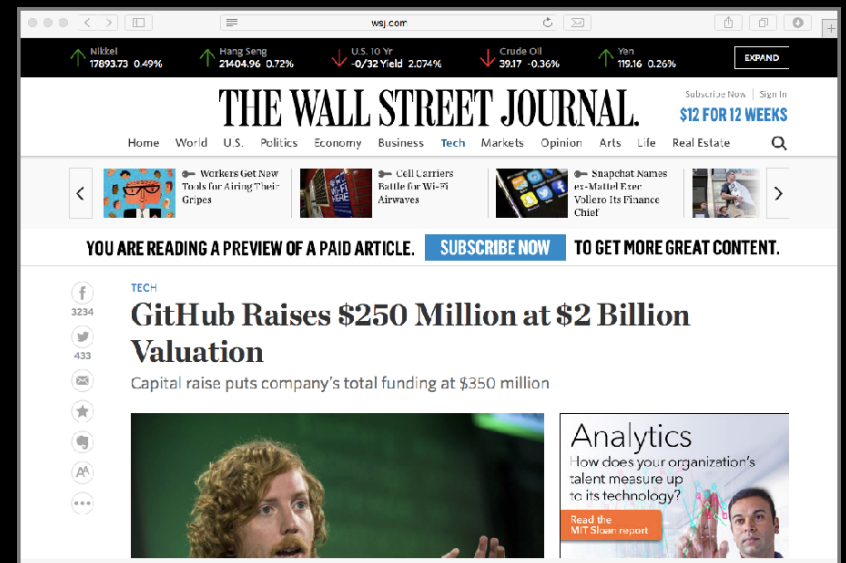 wsj.com
Nikkei
17893.73 0.49%
Hang Seng
21404.96 0.72%
U.S. 10 Yr
-0/32 Yield 2.074%
Crude Oil
39.17 -0.36%
Yen
119.16 0.26%
EXPAND
THE WALL STREET JOURNAL.
Subscribe Now | Sign In
$12 FOR 12 WEEKS
Home World U.S. Politics Economy Business Tech Markets Opinion Arts Life Real Estate
Workers Get New
Tools for Airing Their
Gripes
WI-FI
HERE
Cell Carriers
Battle for Wi-Fi
Airwaves
Snapchat Names
ex-Mattel Exec
Vollero Its Finance
Chief
YOU ARE READING A PREVIEW OF A PAID ARTICLE. SUBSCRIBE NOW TO GET MORE GREAT CONTENT.
3234
433
AA
TECH
GitHub Raises $250 Million at $2 Billion
Valuation
Capital raise puts company's total funding at $350 million
Analytics
How does your organization's
talent measure up
to its technology?
Read the
MIT Sloan report